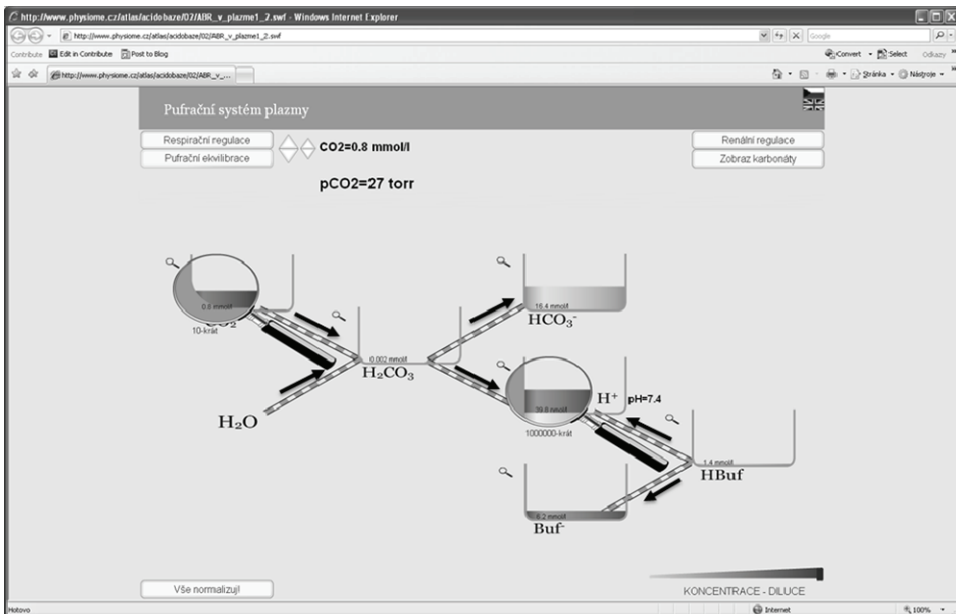 http://www.physiome.cz/atlas/acidobaze/02/ABR_v_plazme1_2.swf - Windows Internet Explorer
http://www.physiome.cz/atlas/acidobaze/02/ABR_v_plazme1_2.swf
Google
Contribute Edit in Contribute Post to Blog
Convert Select Odkazy
http://www.physiome.cz/atlas/acidobaze/02/ABR_v_...
Stránka Nástroje
Pufrační systém plazmy
Respirační regulace
CO2=0.8 mmol/l
Renální regulace
Pufrační ekvilibrace
Zobraz karbonáty
pCO2=27 torr
0.8 mmol/l
CO₂
10-krát
16.4 mmol/l
HCO₃⁻
0.002 mmol/l
H₂CO₃
H₂O
39.8 nmol/l
H⁺ pH=7.4
1000000-krát
1.4 mmol/l
HBuf
6.2 mmol/l
Buf⁻
Vše normalizuj!
KONCENTRACE - DILUCE
Hotovo
Internet
100%